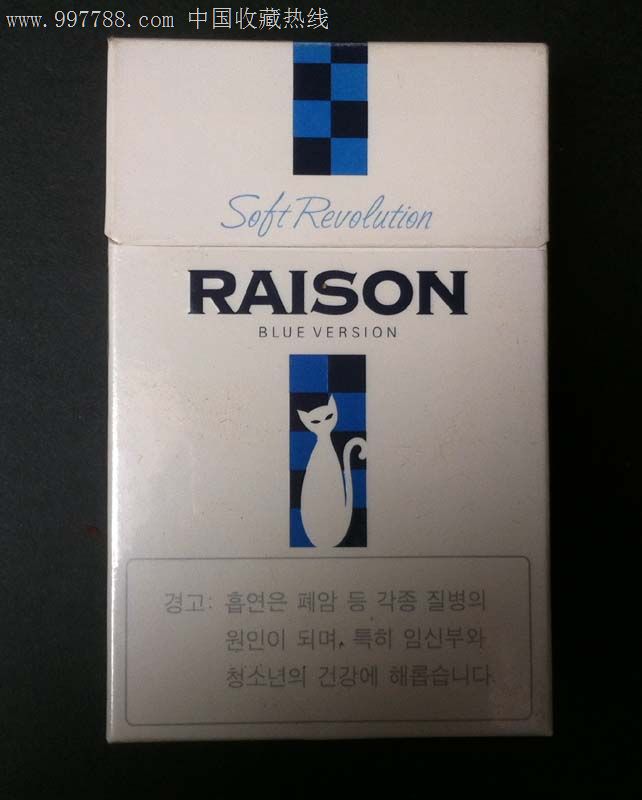 www.997788.com 中国收藏热线
Soft Revolution
RAISON
BLUE VERSION
경고: 흡연은 폐암 등 각종 질병의
원인이 되며, 특히 임신부와
청소년의 건강에 해롭습니다.